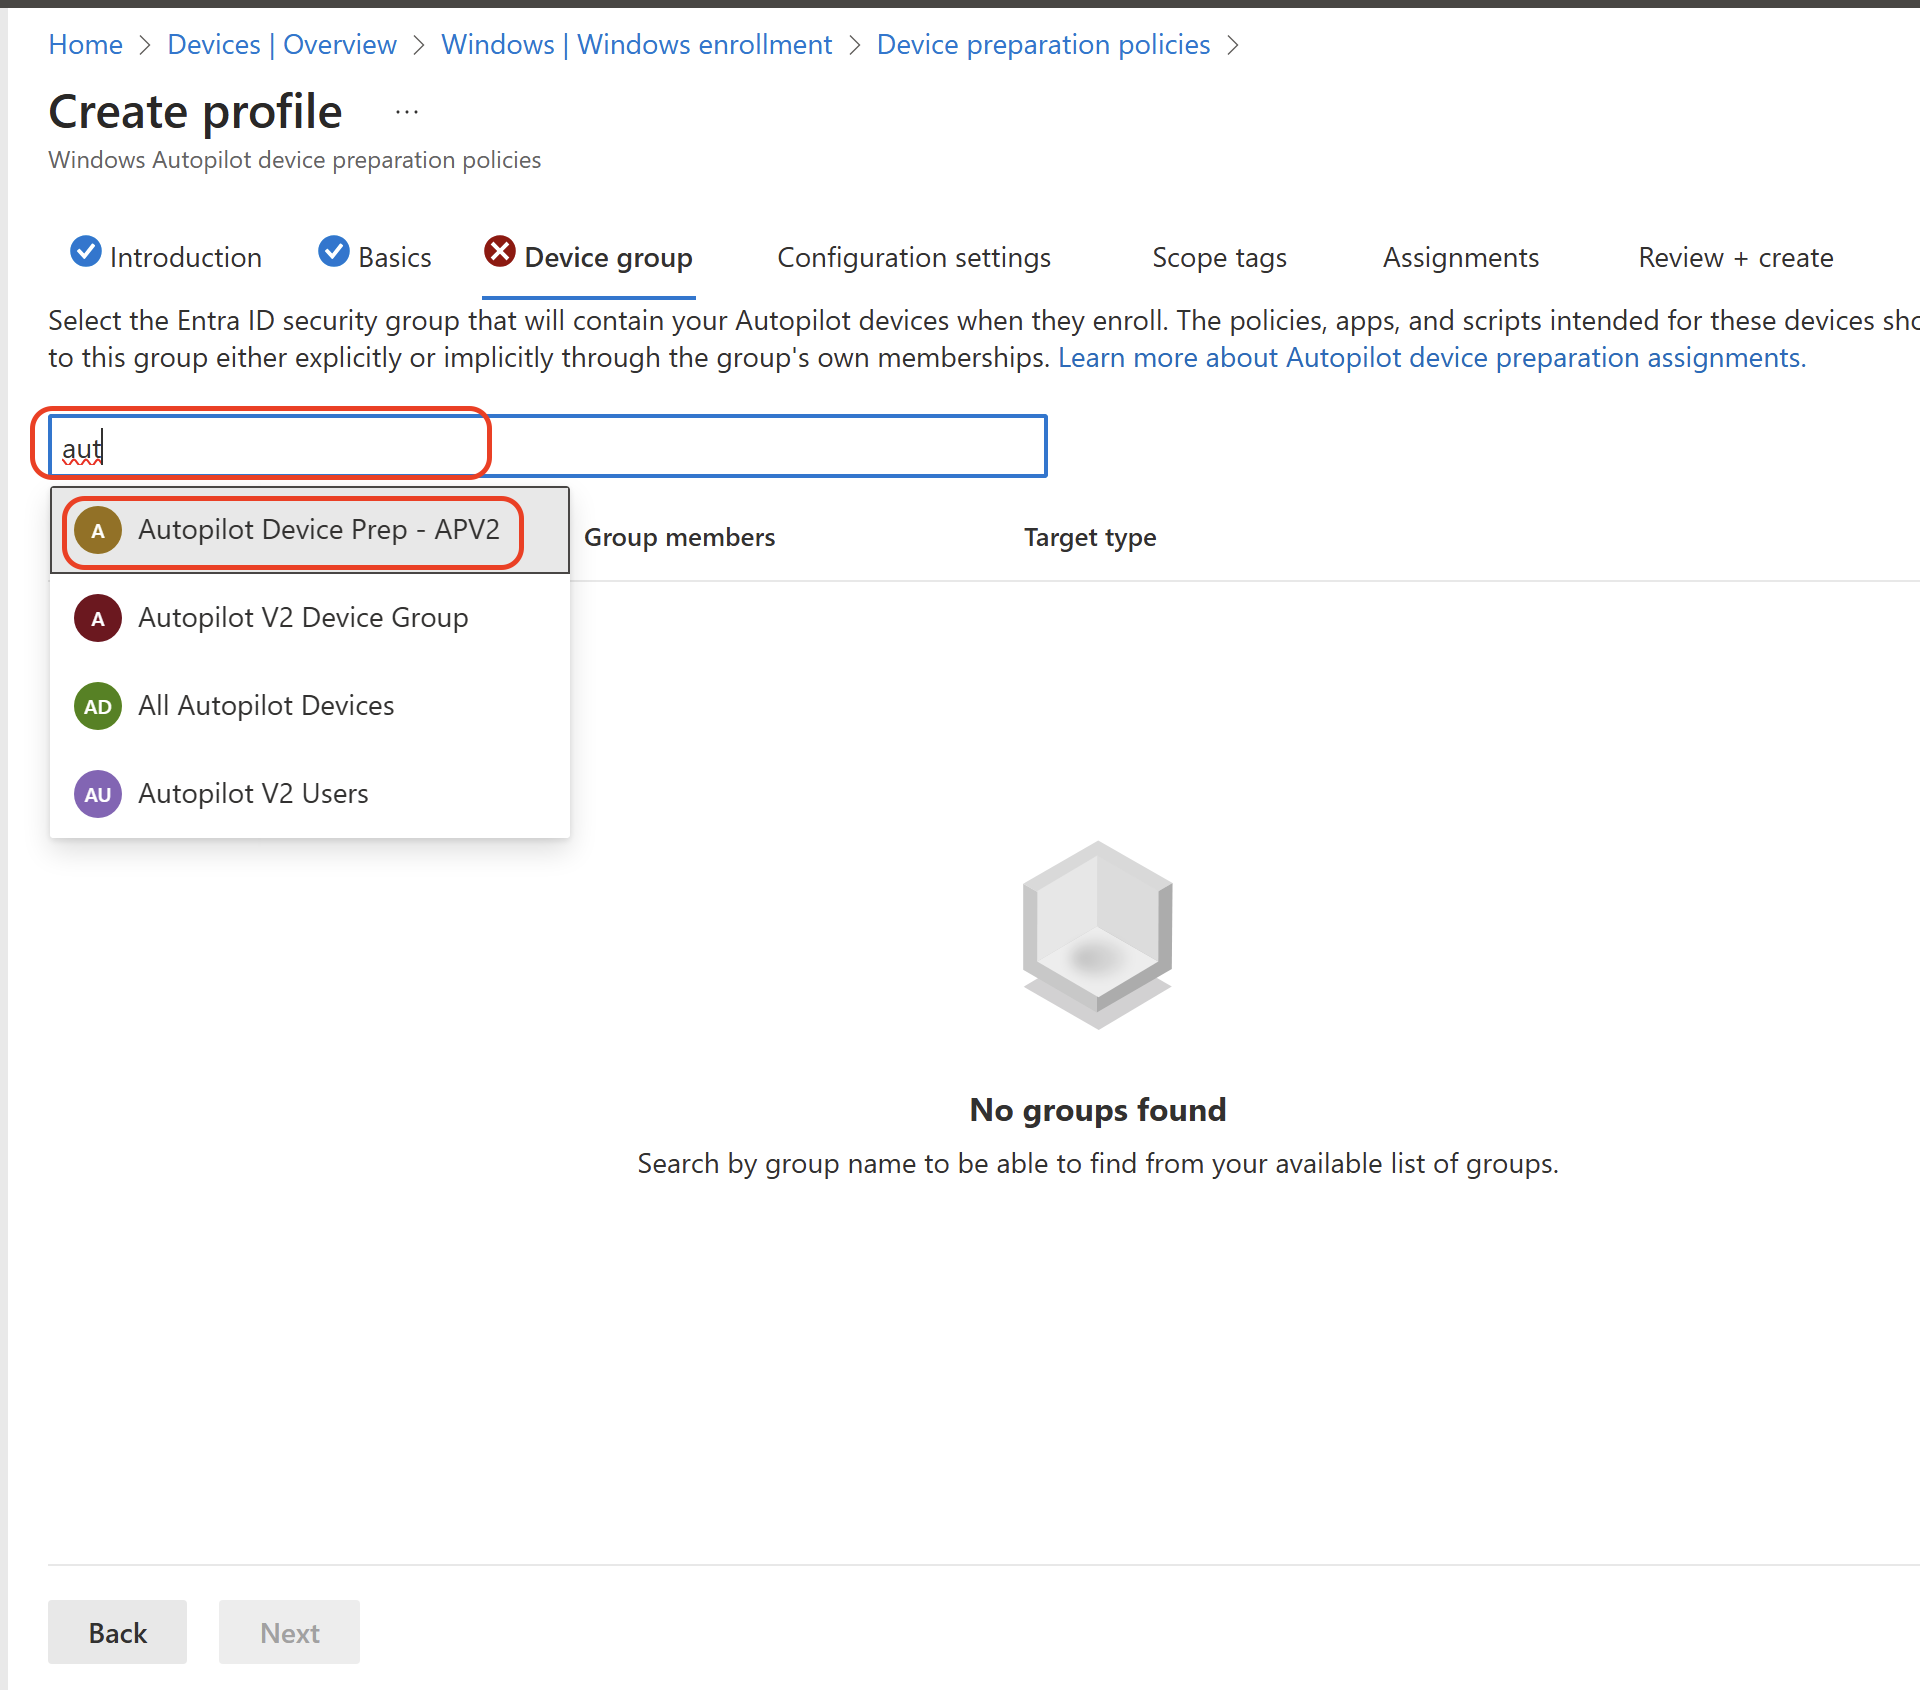 Home > Devices | Overview > Windows | Windows enrollment > Device preparation policies >
Create profile ...
Windows Autopilot device preparation policies
Introduction Basics Device group Configuration settings Scope tags Assignments Review + create
Select the Entra ID security group that will contain your Autopilot devices when they enroll. The policies, apps, and scripts intended for these devices
to this group either explicitly or implicitly through the group's own memberships. Learn more about Autopilot device preparation assignments.
aut
A Autopilot Device Prep - APV2
Group members Target type
A Autopilot V2 Device Group
AD All Autopilot Devices
AU Autopilot V2 Users
No groups found
Search by group name to be able to find from your available list of groups.
Back Next